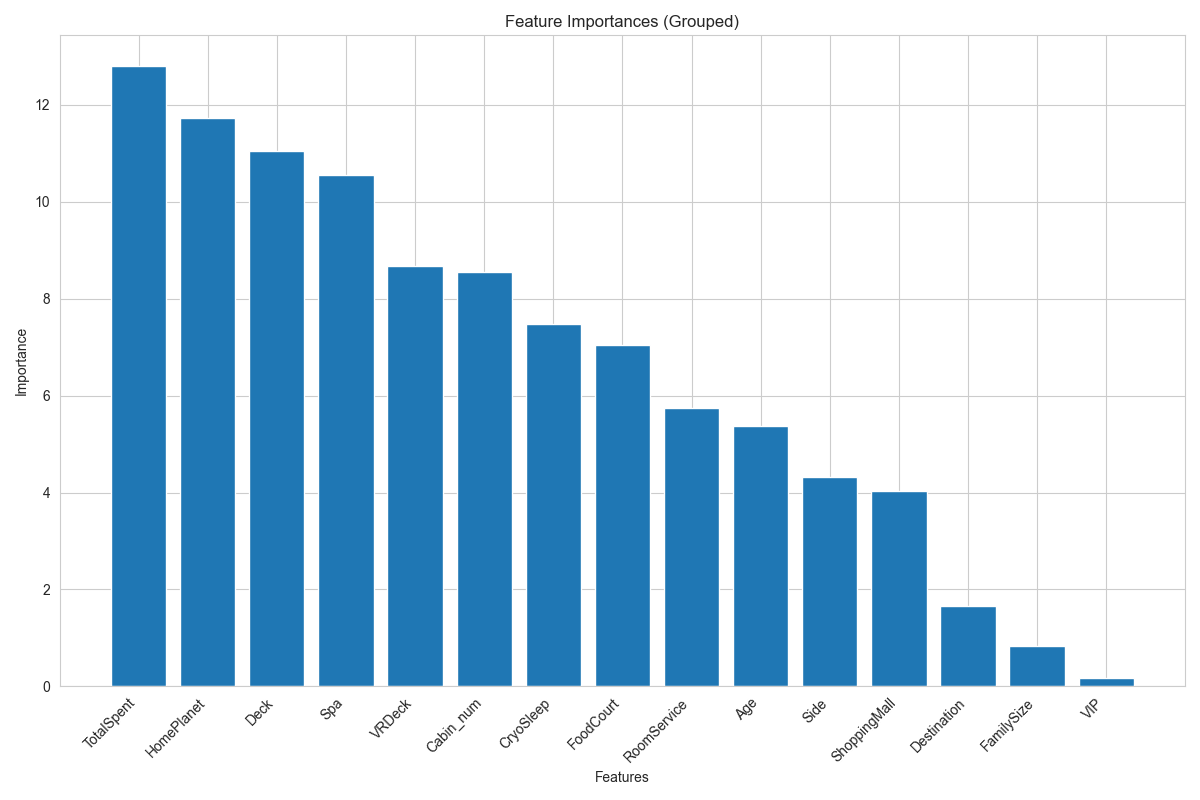 Feature Importances (Grouped)
Importance
12
10
8
6
4
2
0
TotalSpent
HomePlanet
Deck
Spa
VRDeck
Cabin_num
CryoSleep
FoodCourt
RoomService
Age
Side
ShoppingMall
Destination
FamilySize
VIP
Features